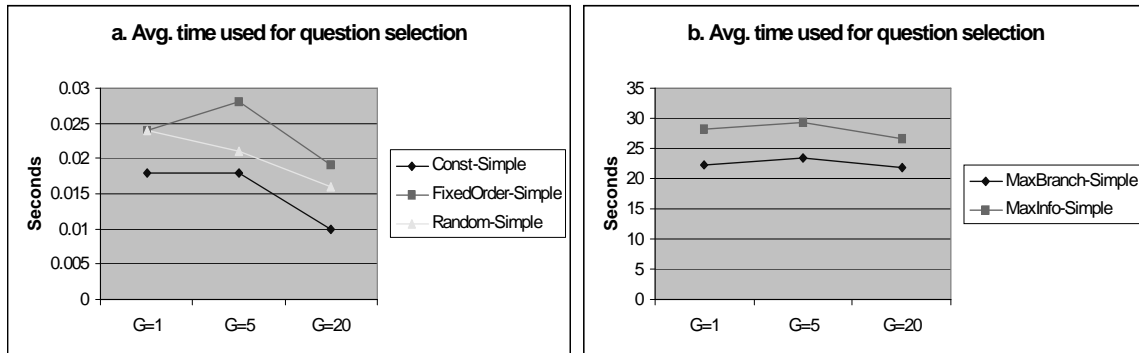 a. Avg. time used for question selection
0.03
0.025
0.02
0.015
0.01
0.005
0
Seconds
G=1
G=5
G=20
Const-Simple
FixedOrder-Simple
Random-Simple
b. Avg. time used for question selection
35
30
25
20
15
10
5
0
Seconds
G=1
G=5
G=20
MaxBranch-Simple
MaxInfo-Simple